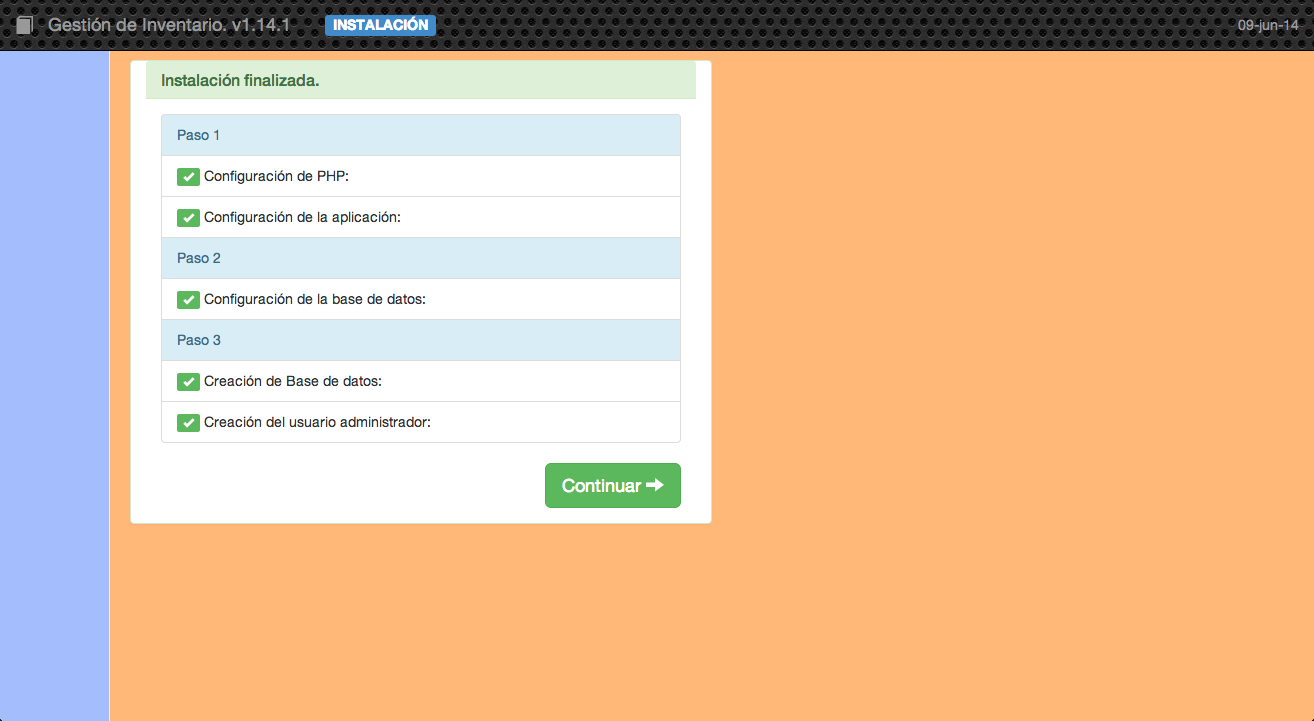 Gestión de Inventario. v1.14.1 INSTALACIÓN 09-jun-14
Instalación finalizada.
Paso 1
Configuración de PHP:
Configuración de la aplicación:
Paso 2
Configuración de la base de datos:
Paso 3
Creación de Base de datos:
Creación del usuario administrador:
Continuar